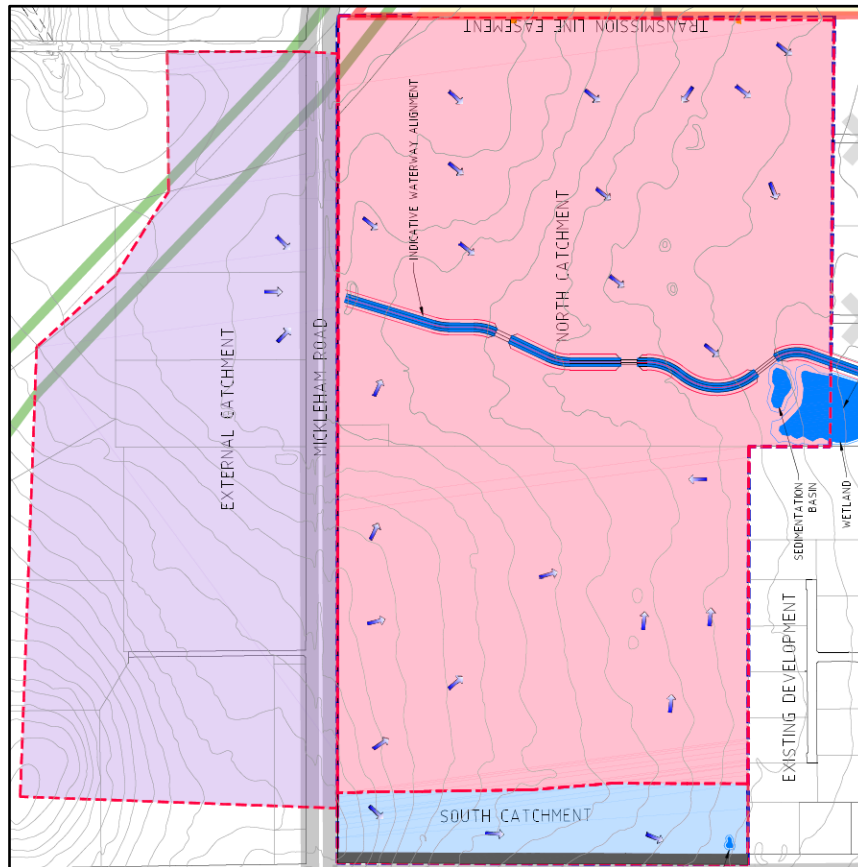 TRANSMISSION LINE EASEMENT
INDICATIVE WATERWAY ALIGNMENT
NORTH CATCHMENT
EXTERNAL CATCHMENT
MICKLEHAM ROAD
SEDIMENTATION
BASIN
WETLAND
EXISTING DEVELOPMENT
SOUTH CATCHMENT